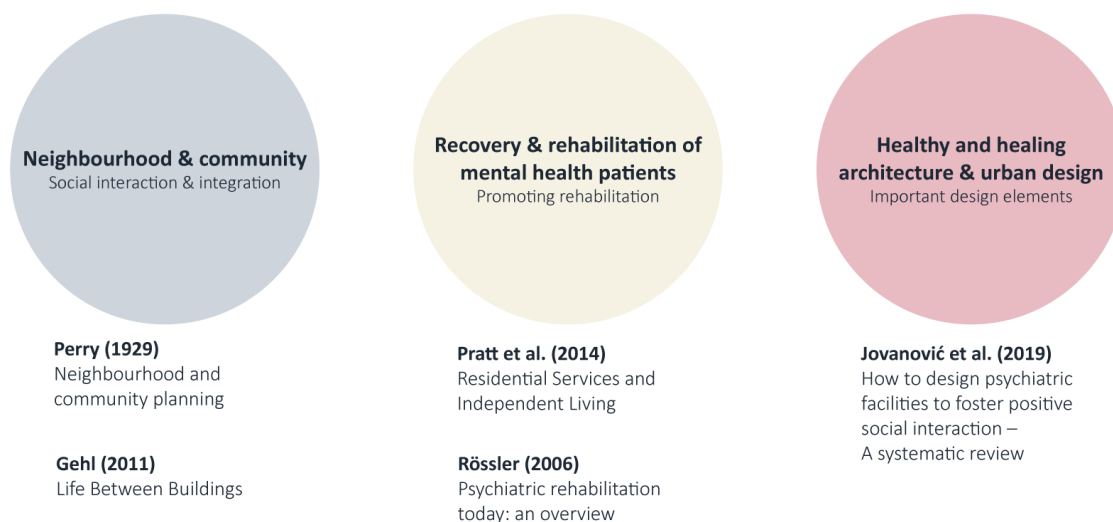 Neighbourhood & community
Social interaction & integration
Perry (1929)
Neighbourhood and
community planning
Gehl (2011)
Life Between Buildings
Recovery & rehabilitation of
mental health patients
Promoting rehabilitation
Pratt et al. (2014)
Residential Services and
Independent Living
Rössler (2006)
Psychiatric rehabilitation
today: an overview
Healthy and healing
architecture & urban design
Important design elements
Jovanović et al. (2019)
How to design psychiatric
facilities to foster positive
social interaction –
A systematic review